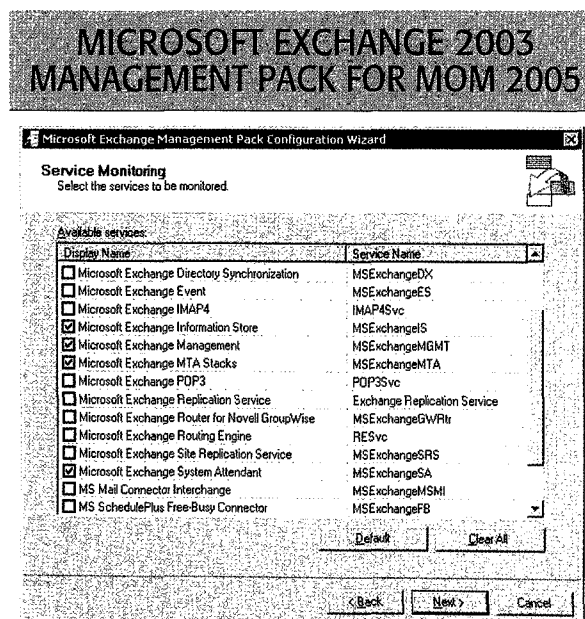 MICROSOFT EXCHANGE 2003
MANAGEMENT PACK FOR MOM 2005
Microsoft Exchange Management Pack Configuration Wizard
Service Monitoring
Select the services to be monitored.
Available services:
Display Name Service Name
Microsoft Exchange Directory Synchronization MSExchangeDX
Microsoft Exchange Event MSExchangeES
Microsoft Exchange IMAP4 IMAP4Svc
Microsoft Exchange Information Store MSExchangeIS
Microsoft Exchange Management MSExchangeMGMT
Microsoft Exchange MTA Stacks MSExchangeMTA
Microsoft Exchange POP3 POP3Svc
Microsoft Exchange Replication Service Exchange Replication Service
Microsoft Exchange Router for Novell GroupWise MSExchangeGWRtr
Microsoft Exchange Routing Engine RESvc
Microsoft Exchange Site Replication Service MSExchangeSRS
Microsoft Exchange System Attendant MSExchangeSA
MS Mail Connector Interchange MSExchangeMSMI
MS SchedulePlus Free-Busy Connector MSExchangeFB
Default Clear All
< Back Next > Cancel